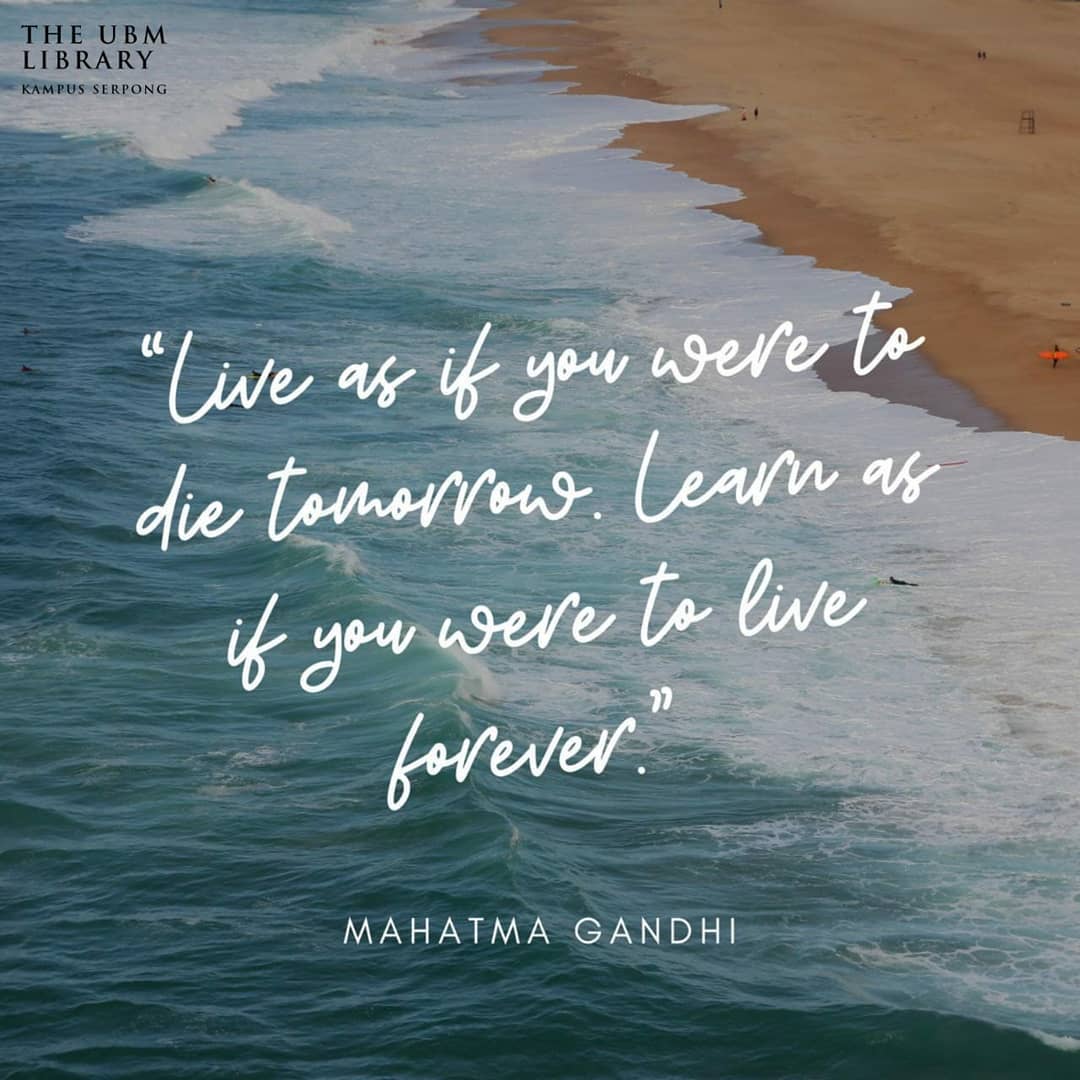 THE UBM
LIBRARY
KAMPUS SERPONG
“Live as if you were to
die tomorrow. Learn as
if you were to live
forever.”
MAHATMA GANDHI